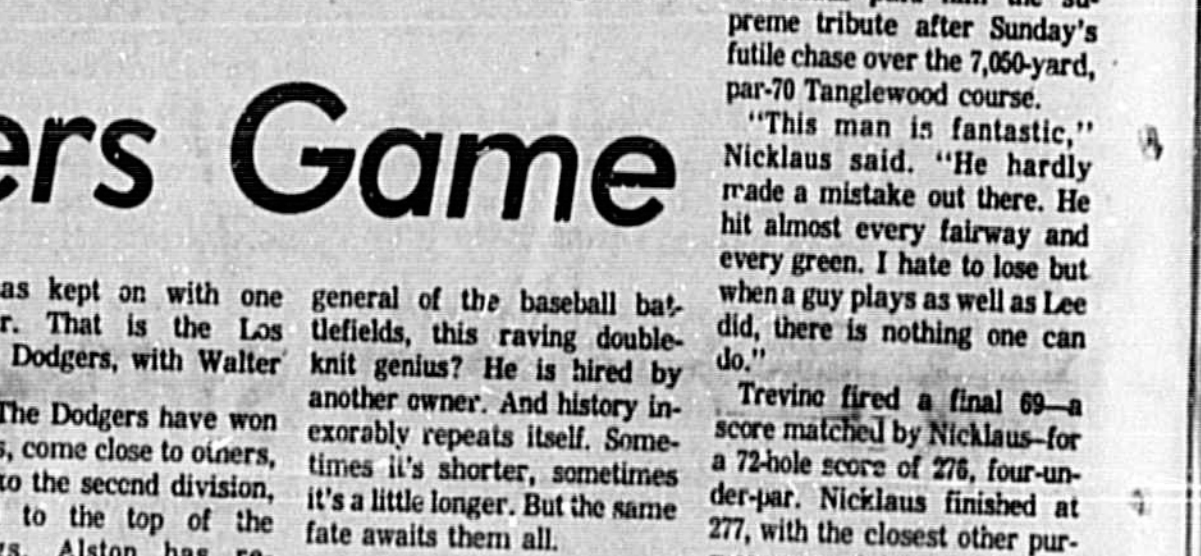 ers Game
as kept on with one
r. That is the Los
Dodgers, with Walter
The Dodgers have won
s, come close to others,
to the second division,
to the top of the
Alston has re-
general of the baseball bat-
tlefields, this raving double-
knit genius? He is hired by
another owner. And history in-
exorably repeats itself. Some-
times it's shorter, sometimes
it's a little longer. But the same
fate awaits them all.
preme tribute after Sunday's
futile chase over the 7,050-yard,
par-70 Tanglewood course.
"This man is fantastic,"
Nicklaus said. "He hardly
made a mistake out there. He
hit almost every fairway and
every green. I hate to lose but
when a guy plays as well as Lee
did, there is nothing one can
do."
Trevino fired a final 69—a
score matched by Nicklaus—for
a 72-hole score of 276, four-un-
der-par. Nicklaus finished at
277, with the closest other pur-